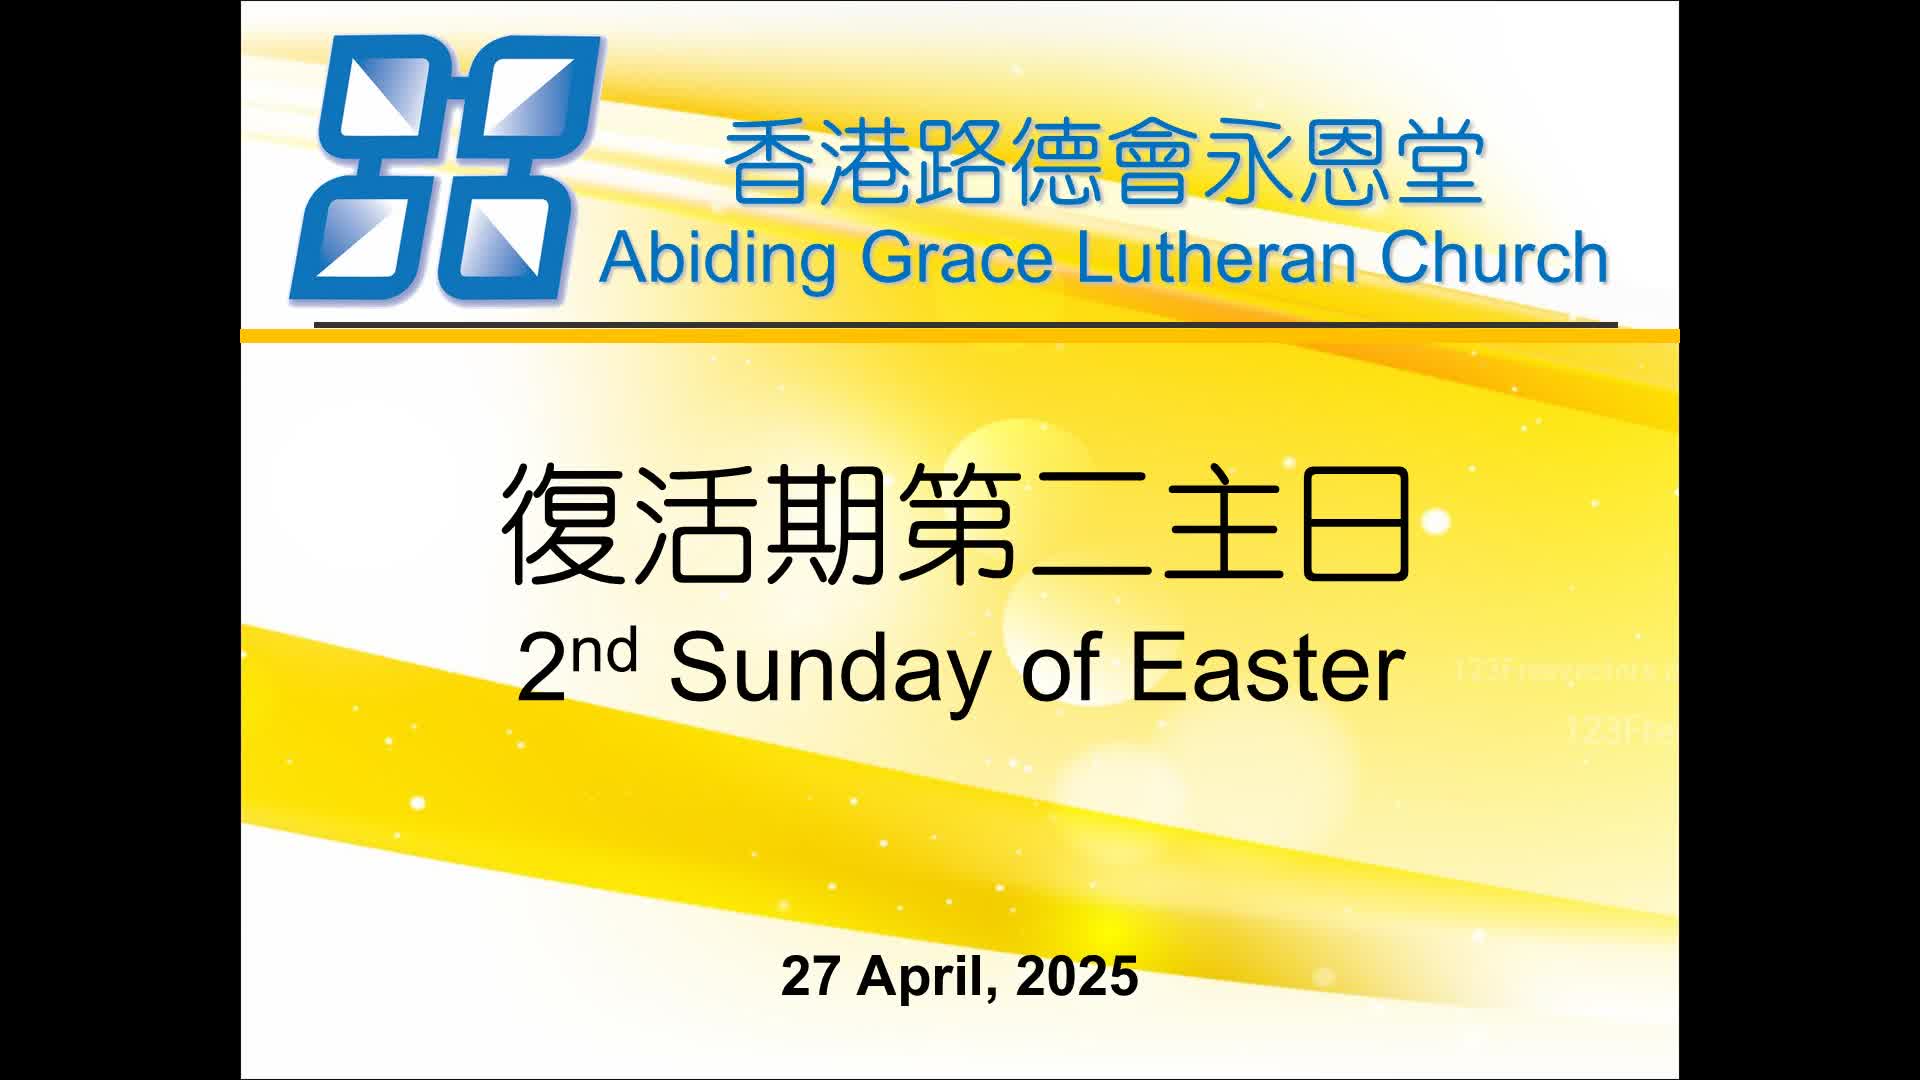 香港路德會永恩堂
Abiding Grace Lutheran Church
復活期第二主日
2nd Sunday of Easter
27 April, 2025